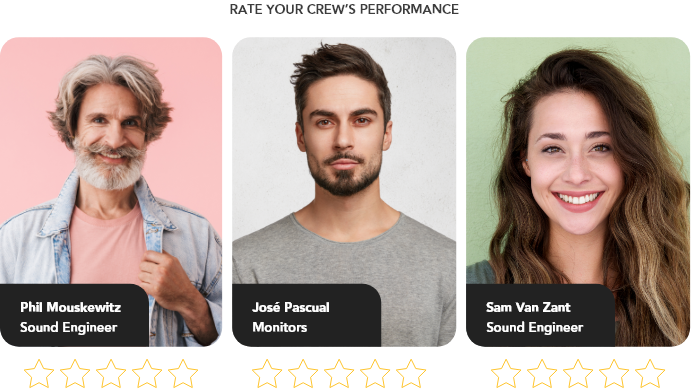 RATE YOUR CREW'S PERFORMANCE
Phil Mouskewitz
Sound Engineer
José Pascual
Monitors
Sam Van Zant
Sound Engineer